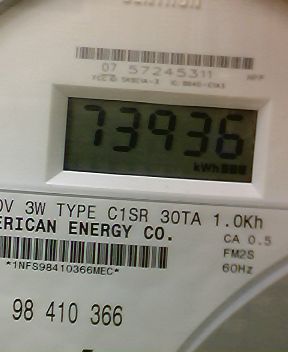 07 57245311
73936
kWh
0V 3W TYPE C1SR 30TA 1.0Kh
ERICAN ENERGY CO.
CA 0.5
FM2S
60Hz
*1NFS98410366MEC*
98 410 366